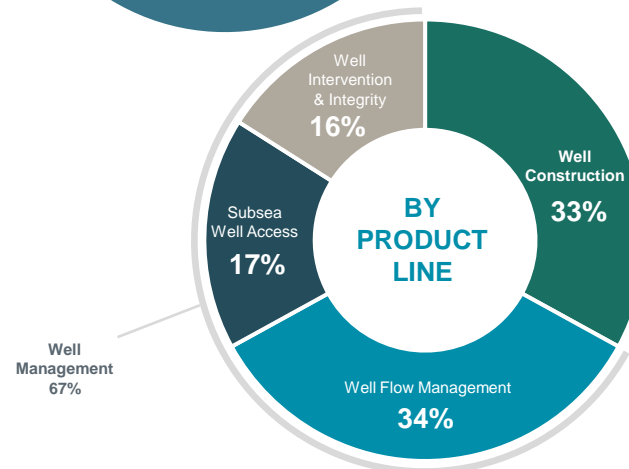 Well
Intervention
& Integrity
16%
Well
Construction
33%
BY
PRODUCT
LINE
Subsea
Well Access
17%
Well
Management
67%
Well Flow Management
34%